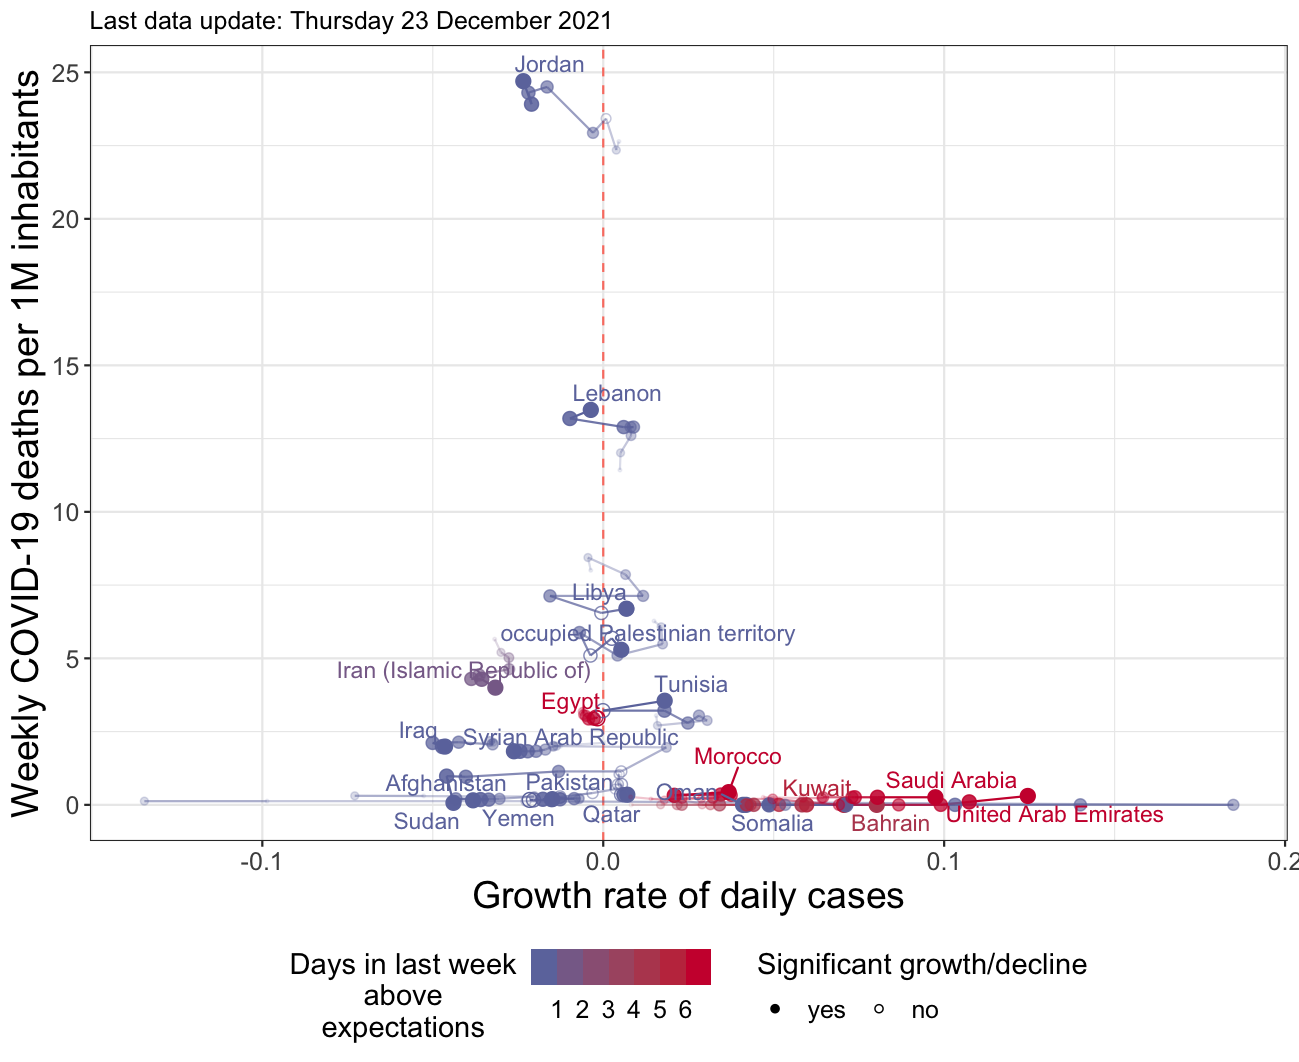 Last data update: Thursday 23 December 2021
Weekly COVID-19 deaths per 1M inhabitants
25
20
15
10
5
0
Jordan
Lebanon
Libya
occupied Palestinian territory
Iran (Islamic Republic of)
Tunisia
Egypt
Iraq
Syrian Arab Republic
Morocco
Afghanistan
Pakistan
Oman
Kuwait
Saudi Arabia
Sudan
Yemen
Qatar
Somalia
Bahrain
United Arab Emirates
-0.1
0.0
0.1
0.2
Growth rate of daily cases
Days in last week
above
expectations
1 2 3 4 5 6
Significant growth/decline
yes
no